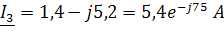 I₃ = 1,4 − j5,2 = 5,4e⁻ʲ⁷⁵ A